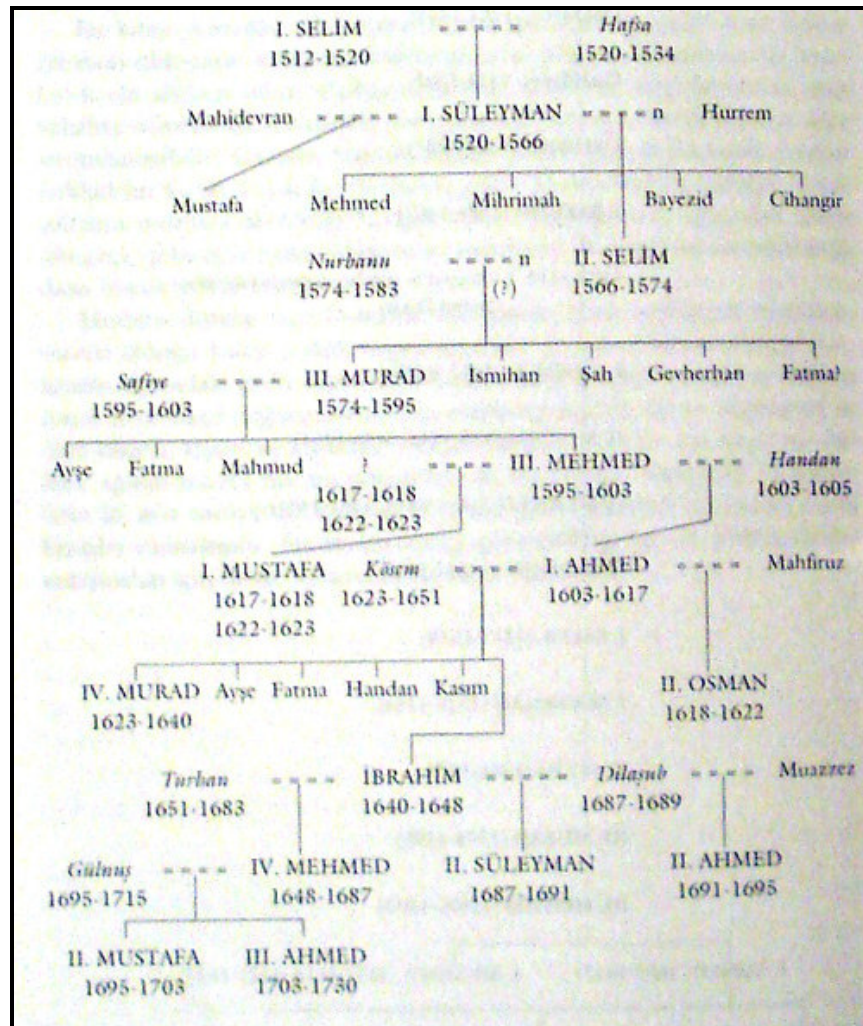 I. SELİM = = = = Hafsa
1512-1520 1520-1534
Mahidevran = = = = I. SÜLEYMAN = = = = n Hurrem
1520-1566
Mustafa Mehmed Mihrimah Bayezid Cihangir
Nurbanu = = = = n II. SELİM
1574-1583 (?) 1566-1574
Safiye = = = = III. MURAD İsmihan Şah Gevherhan Fatma?
1595-1603 1574-1595
Ayşe Fatma Mahmud ? = = = = III. MEHMED = = = = Handan
1617-1618 1595-1603 1603-1605
1622-1623
I. MUSTAFA Kösem = = = = I. AHMED = = = = Mahfiruz
1617-1618 1623-1651 1603-1617
1622-1623
IV. MURAD Ayşe Fatma Handan Kasım II. OSMAN
1623-1640 1618-1622
Turhan = = = = İBRAHİM = = = = Dilaşub = = = = Muazzez
1651-1683 1640-1648 1687-1689
Gülnuş = = = = IV. MEHMED II. SÜLEYMAN II. AHMED
1695-1715 1648-1687 1687-1691 1691-1695
II. MUSTAFA III. AHMED
1695-1703 1703-1730